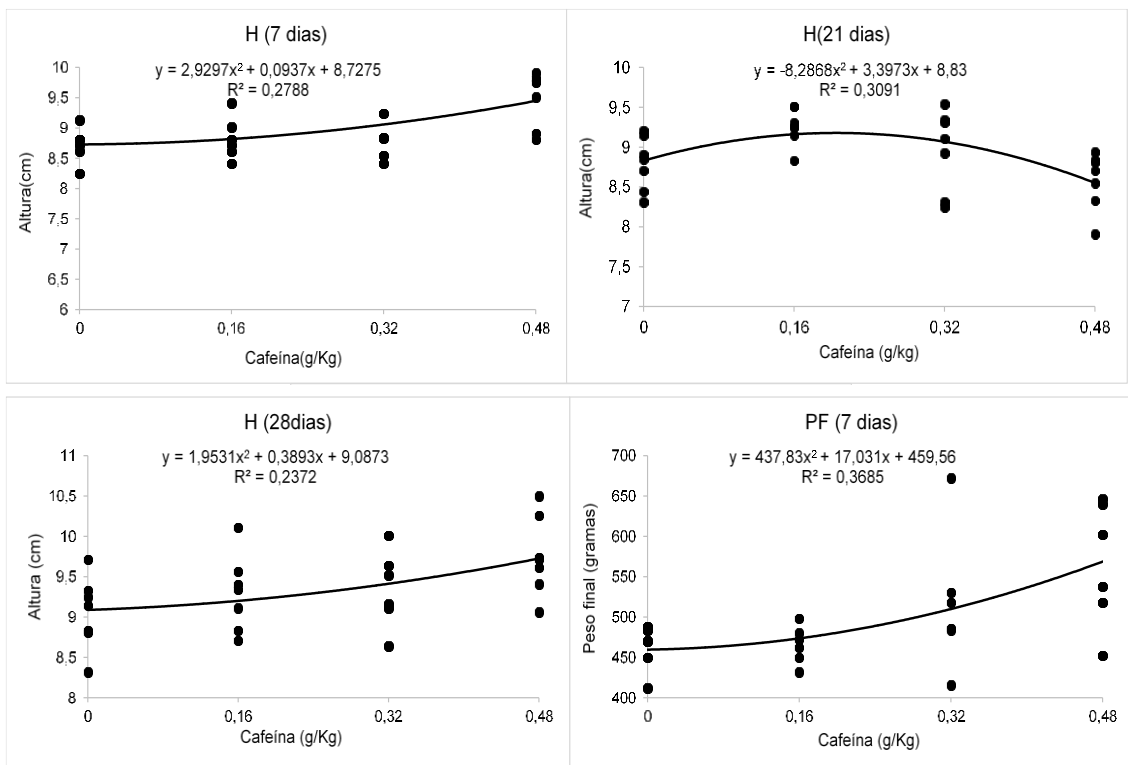 H (7 dias)
y = 2,9297x² + 0,0937x + 8,7275
R² = 0,2788
10
9,5
9
8,5
8
7,5
7
6,5
6
Altura(cm)
0 0,16 0,32 0,48
Cafeína(g/Kg)
H(21 dias)
y = -8,2868x² + 3,3973x + 8,83
R² = 0,3091
10
9,5
9
8,5
8
7,5
7
Altura(cm)
0 0,16 0,32 0,48
Cafeína (g/kg)
H (28dias)
y = 1,9531x² + 0,3893x + 9,0873
R² = 0,2372
11
10,5
10
9,5
9
8,5
8
Altura (cm)
0 0,16 0,32 0,48
Cafeína (g/Kg)
PF (7 dias)
y = 437,83x² + 17,031x + 459,56
R² = 0,3685
700
650
600
550
500
450
400
Peso final (gramas)
0 0,16 0,32 0,48
Cafeína (g/Kg)